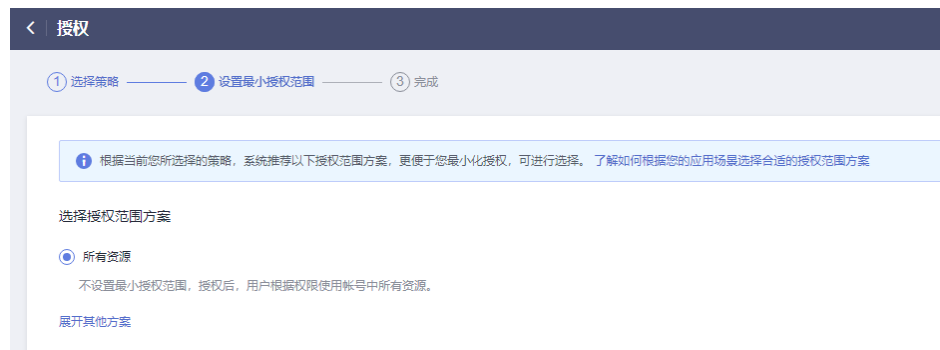 授权
1 选择策略 2 设置最小授权范围 3 完成
根据当前您所选择的策略，系统推荐以下授权范围方案，更便于您最小化授权，可进行选择。 了解如何根据您的应用场景选择合适的授权范围方案
选择授权范围方案
所有资源
不设置最小授权范围，授权后，用户根据权限使用帐号中所有资源。
展开其他方案